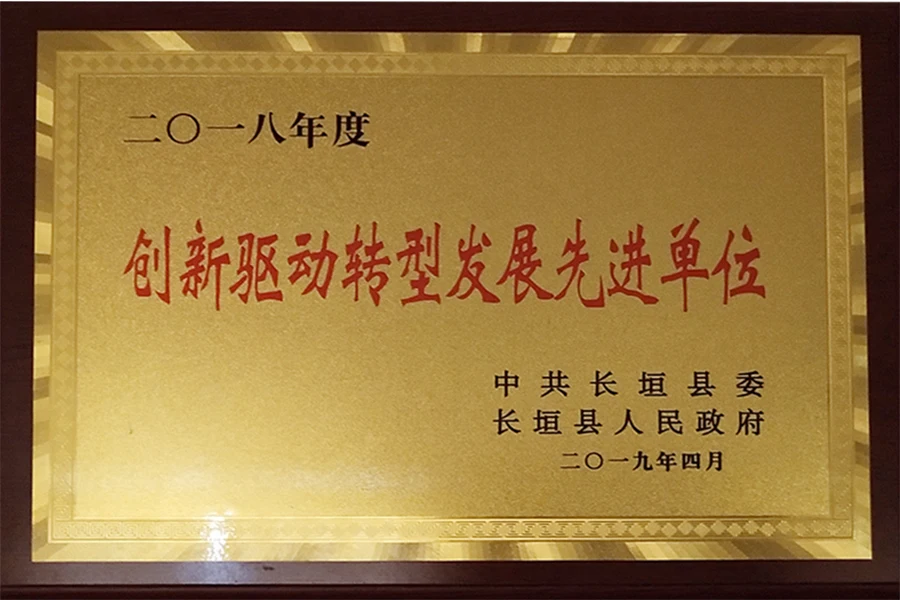 二〇一八年度
创新驱动转型发展先进单位
中共长垣县委
长垣县人民政府
二〇一九年四月